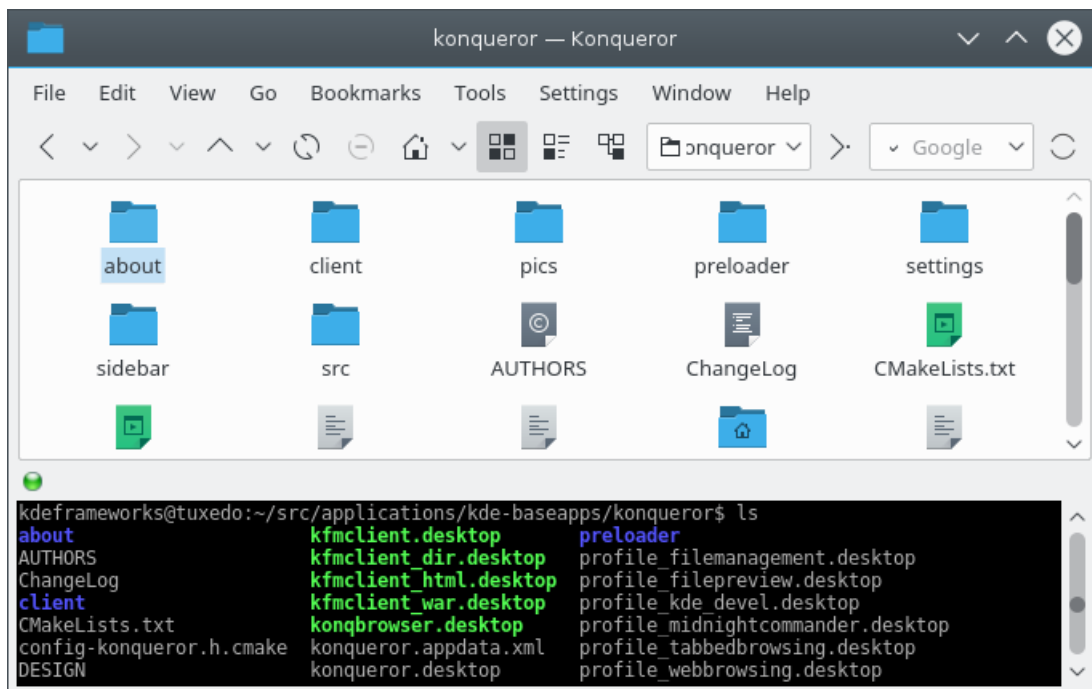 konqueror — Konqueror
File Edit View Go Bookmarks Tools Settings Window Help
onqueror Google
about client pics preloader settings
sidebar src AUTHORS ChangeLog CMakeLists.txt
kdeframeworks@tuxedo:~/src/applications/kde-baseapps/konqueror$ ls
about kfmclient.desktop preloader
AUTHORS kfmclient_dir.desktop profile_filemanagement.desktop
ChangeLog kfmclient_html.desktop profile_filepreview.desktop
client kfmclient_war.desktop profile_kde_devel.desktop
CMakeLists.txt konqbrowser.desktop profile_midnightcommander.desktop
config-konqueror.h.cmake konqueror.appdata.xml profile_tabbedbrowsing.desktop
DESIGN konqueror.desktop profile_webbrowsing.desktop